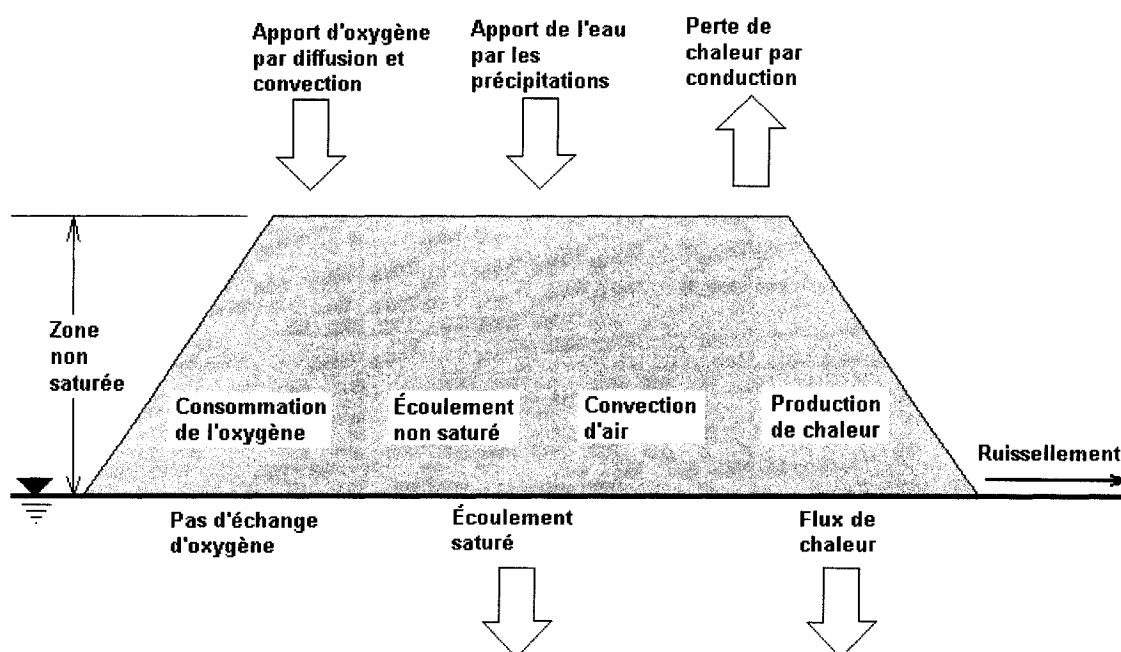 Apport d'oxygène
par diffusion et
convection
Apport de l'eau
par les
précipitations
Perte de
chaleur par
conduction
Zone
non
saturée
Consommation
de l'oxygène
Écoulement
non saturé
Convection
d'air
Production
de chaleur
Ruissellement
Pas d'échange
d'oxygène
Écoulement
saturé
Flux de
chaleur